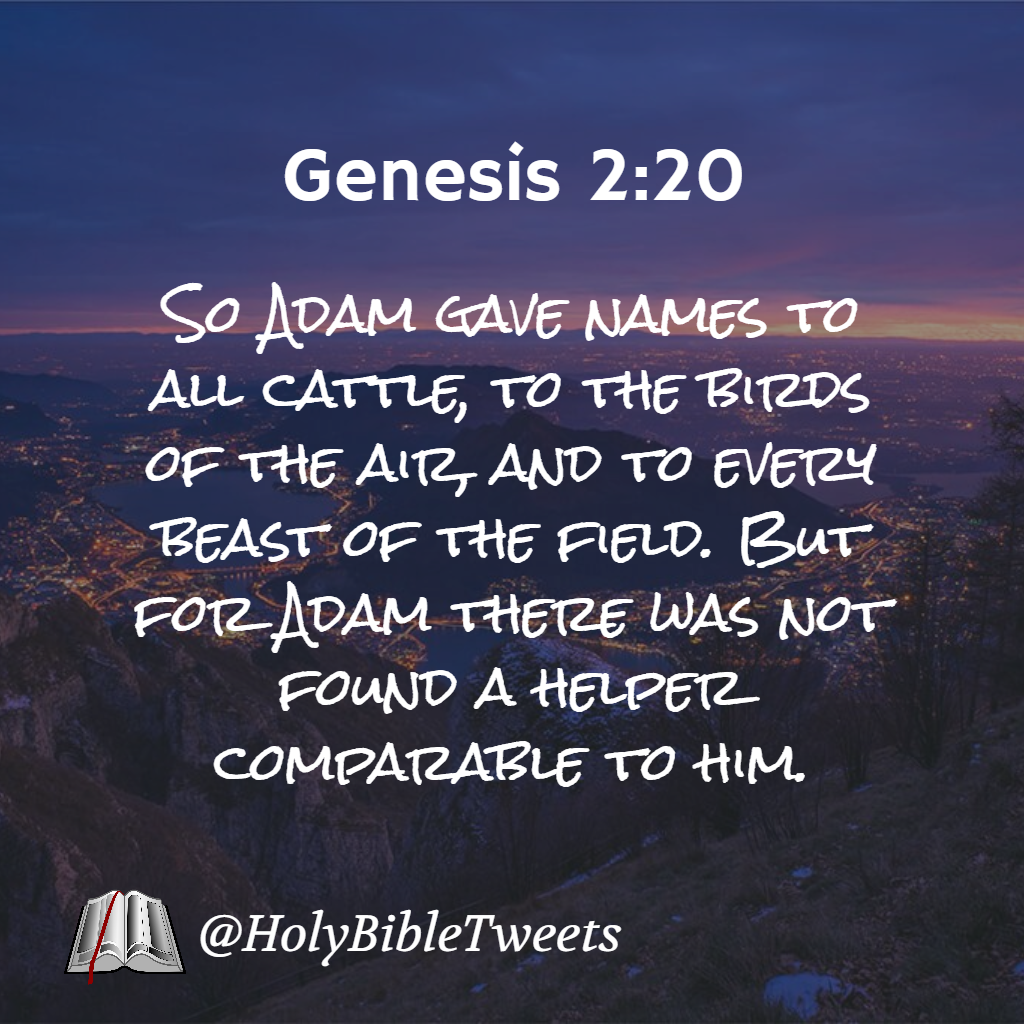 Genesis 2:20
So Adam gave names to
all cattle, to the birds
of the air, and to every
beast of the field. But
for Adam there was not
found a helper
comparable to him.
@HolyBibleTweets